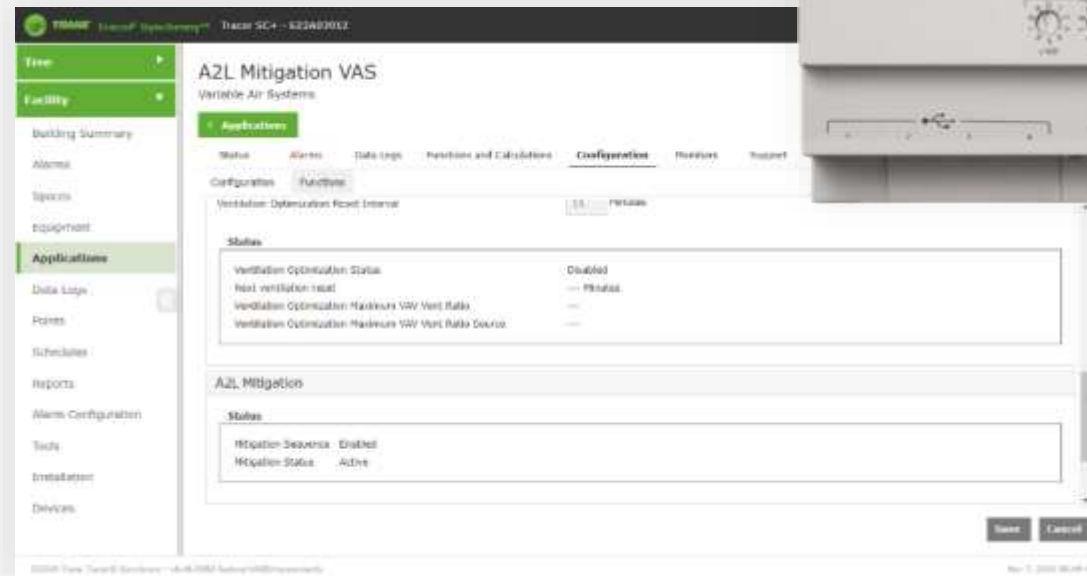 TRANE Tracer SC+ - E22A03012
Tree
A2L Mitigation VAS
Variable Air Systems
Facility
Applications
Building Summary
Alarms
Spaces
Equipment
Applications
Data Logs
Points
Schedules
Reports
Alarm Configuration
Tools
Installation
Devices
Status Alarms Data Logs Functions and Calculations Configuration Monitors Support
Configuration Functions
Ventilation Optimization Reset Interval Minutes
Status
Ventilation Optimization Status Disabled
Next ventilation reset --- Minutes
Ventilation Optimization Maximum VAV Vent Ratio ---
Ventilation Optimization Maximum VAV Vent Ratio Source ---
A2L Mitigation
Status
Mitigation Sequence Enabled
Mitigation Status Active
Save Cancel